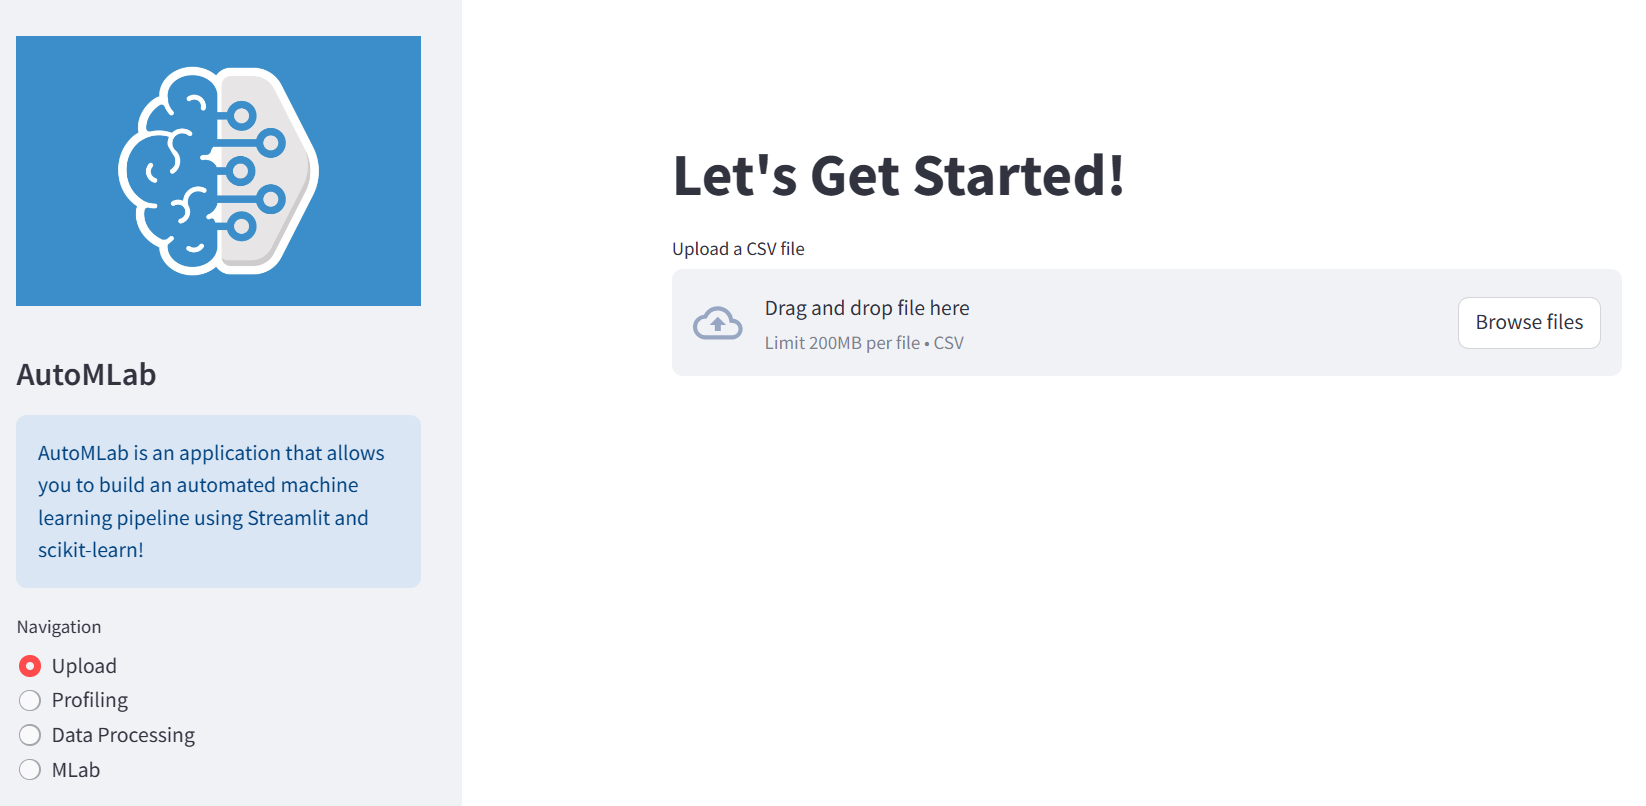 AutoMLab
AutoMLab is an application that allows
you to build an automated machine
learning pipeline using Streamlit and
scikit-learn!
Navigation
Upload
Profiling
Data Processing
MLab
Let's Get Started!
Upload a CSV file
Drag and drop file here
Limit 200MB per file • CSV
Browse files